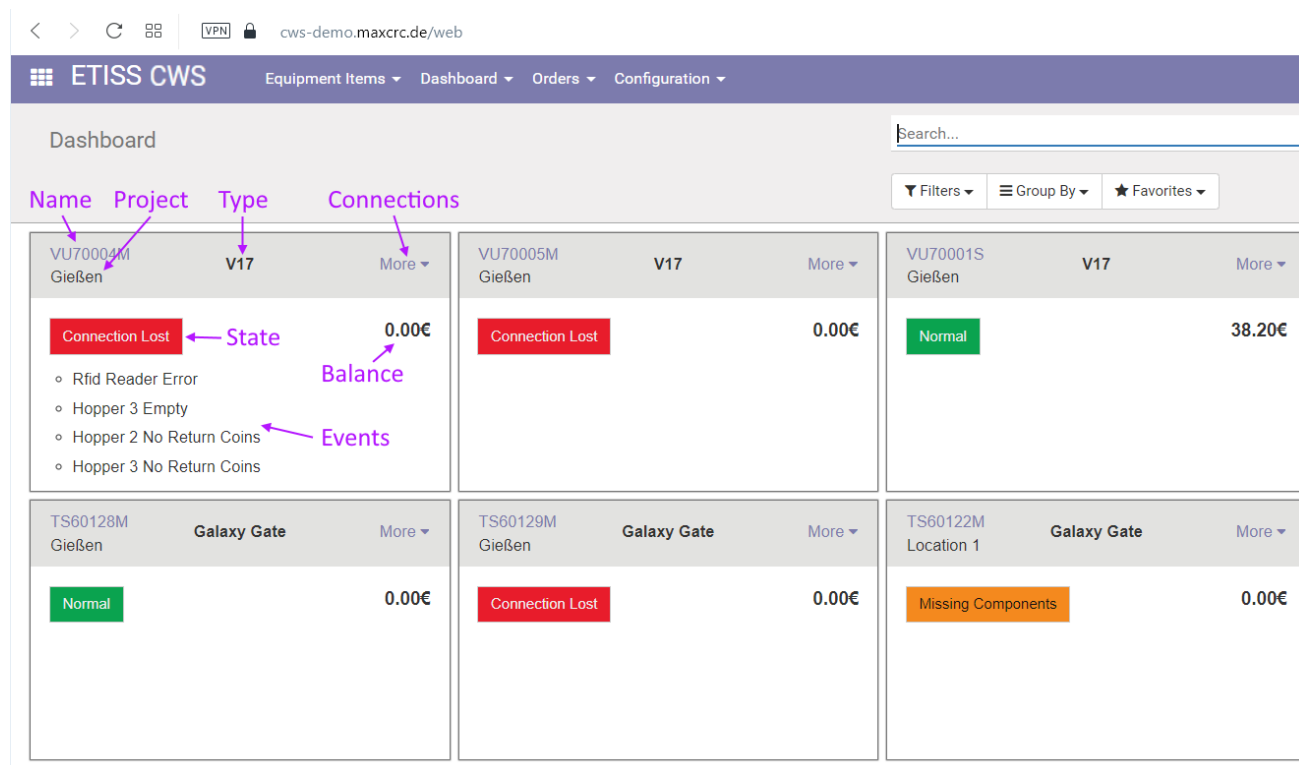 VPN cws-demo.maxcrc.de/web
ETISS CWS Equipment Items Dashboard Orders Configuration
Dashboard
Search...
Filters Group By Favorites
Name Project Type Connections
VU70004M
Gießen
V17
More
Connection Lost
State
0.00€
Balance
Rfid Reader Error
Hopper 3 Empty
Hopper 2 No Return Coins
Hopper 3 No Return Coins
Events
VU70005M
Gießen
V17
More
Connection Lost
0.00€
VU70001S
Gießen
V17
More
Normal
38.20€
TS60128M
Gießen
Galaxy Gate
More
Normal
0.00€
TS60129M
Gießen
Galaxy Gate
More
Connection Lost
0.00€
TS60122M
Location 1
Galaxy Gate
More
Missing Components
0.00€